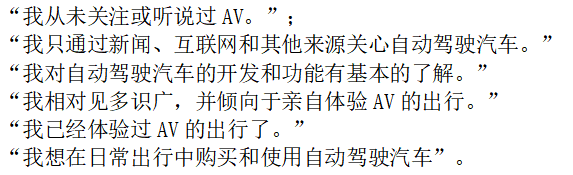 “我从未关注或听说过 AV。”；
“我只通过新闻、互联网和其他来源关心自动驾驶汽车。”
“我对自动驾驶汽车的开发和功能有基本的了解。”
“我相对见多识广，并倾向于亲自体验 AV 的出行。”
“我已经体验过 AV 的出行了。”
“我想在日常出行中购买和使用自动驾驶汽车”。